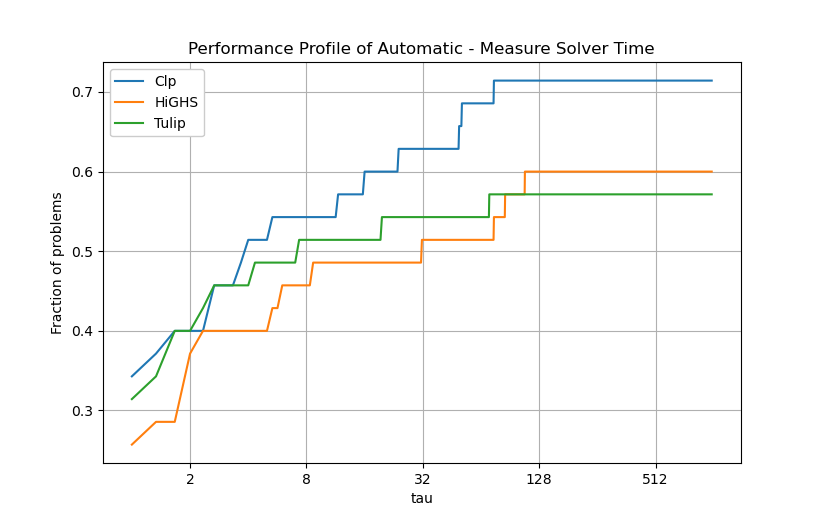 Performance Profile of Automatic - Measure Solver Time
Clp
HiGHS
Tulip
Fraction of problems
0.7
0.6
0.5
0.4
0.3
2 8 32 128 512
tau